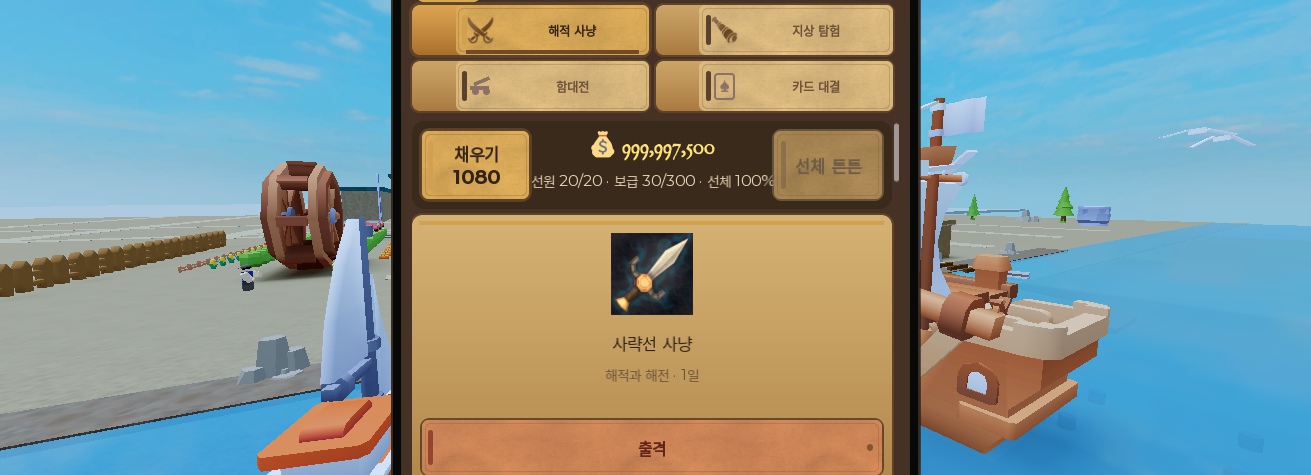 해적 사냥
지상 탐험
함대전
카드 대결
채우기
1080
999,997,500
선원 20/20 · 보급 30/300 · 선체 100%
선체 튼튼
사략선 사냥
해적과 해전 · 1일
출격